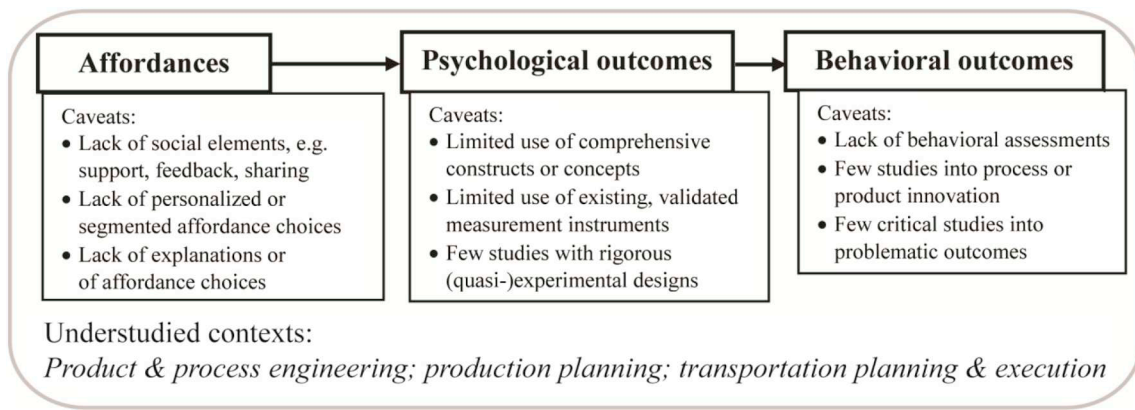 Affordances
Caveats:
• Lack of social elements, e.g.
support, feedback, sharing
• Lack of personalized or
segmented affordance choices
• Lack of explanations or
of affordance choices
Psychological outcomes
Caveats:
• Limited use of comprehensive
constructs or concepts
• Limited use of existing, validated
measurement instruments
• Few studies with rigorous
(quasi-)experimental designs
Behavioral outcomes
Caveats:
• Lack of behavioral assessments
• Few studies into process or
product innovation
• Few critical studies into
problematic outcomes
Understudied contexts:
Product & process engineering; production planning; transportation planning & execution